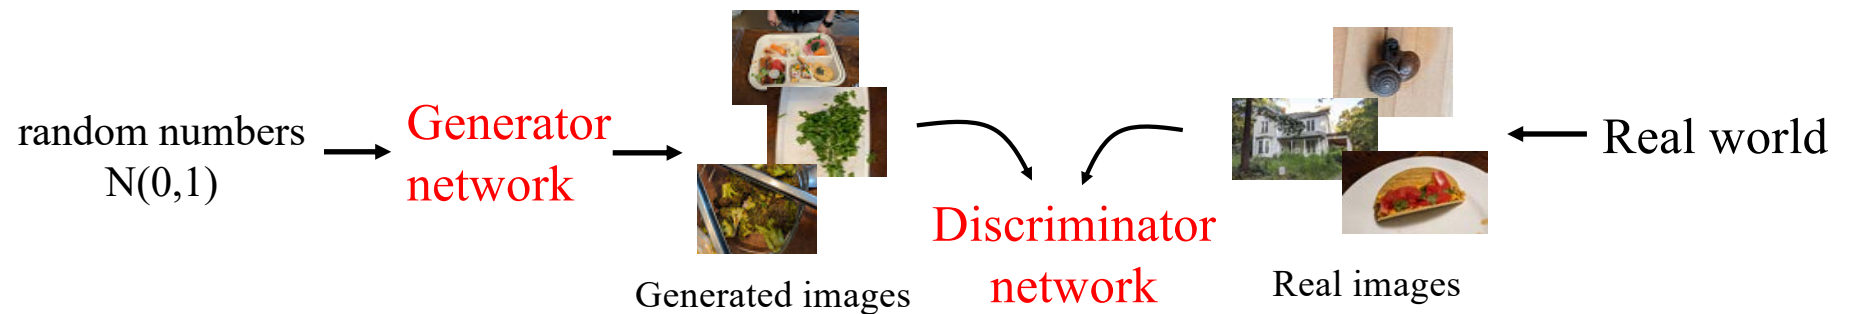 random numbers
N(0,1)
Generator
network
Generated images
Discriminator
network
Real images
Real world